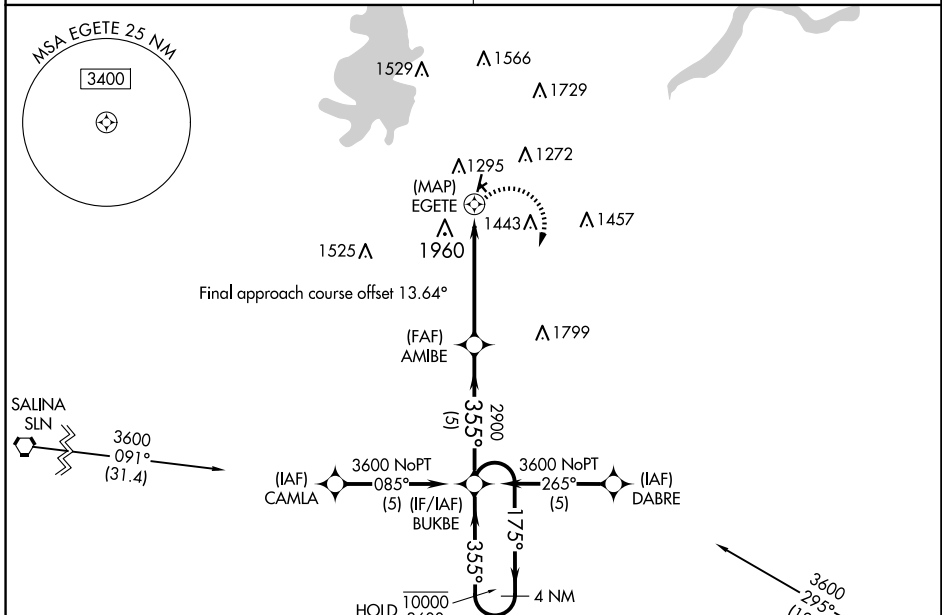 MSA EGETE 25 NM
3400
1529
1566
1729
1272
1295
(MAP)
EGETE
1443
1457
1525
1960
Final approach course offset 13.64°
(FAF)
AMIBE
1799
2900
355°
(5)
SALINA
SLN
3600
091°
(31.4)
(IAF)
CAMLA
3600 NoPT
085°
(5)
(IF/IAF)
BUKBE
3600 NoPT
265°
(5)
(IAF)
DABRE
355°
175°
4 NM
HOLD
10000
3600
295°